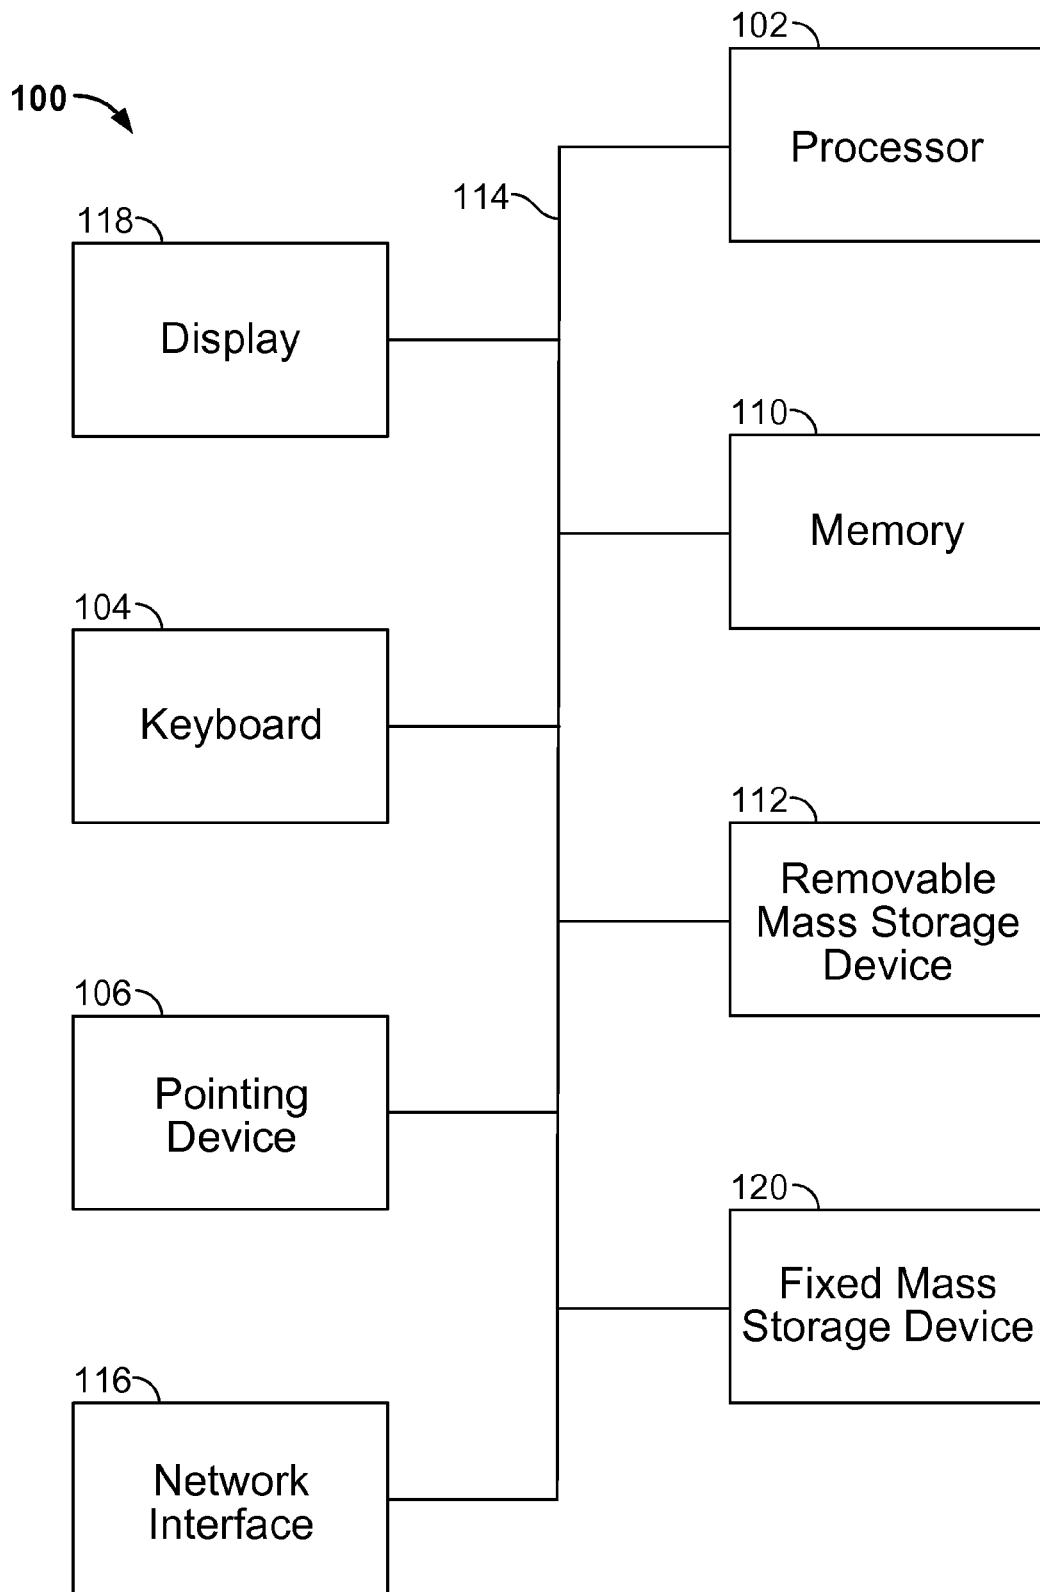 102
100
Processor
114
118
Display
110
Memory
104
Keyboard
112
Removable
Mass Storage
Device
106
Pointing
Device
120
Fixed Mass
Storage Device
116
Network
Interface